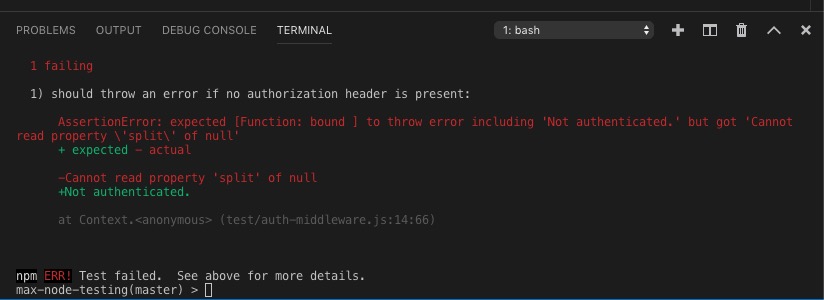 PROBLEMS OUTPUT DEBUG CONSOLE TERMINAL 1: bash
1 failing
1) should throw an error if no authorization header is present:
AssertionError: expected [Function: bound ] to throw error including 'Not authenticated.' but got 'Cannot
read property \'split\' of null'
+ expected - actual
-Cannot read property 'split' of null
+Not authenticated.
at Context.<anonymous> (test/auth-middleware.js:14:66)
npm ERR! Test failed.  See above for more details.
max-node-testing(master) >